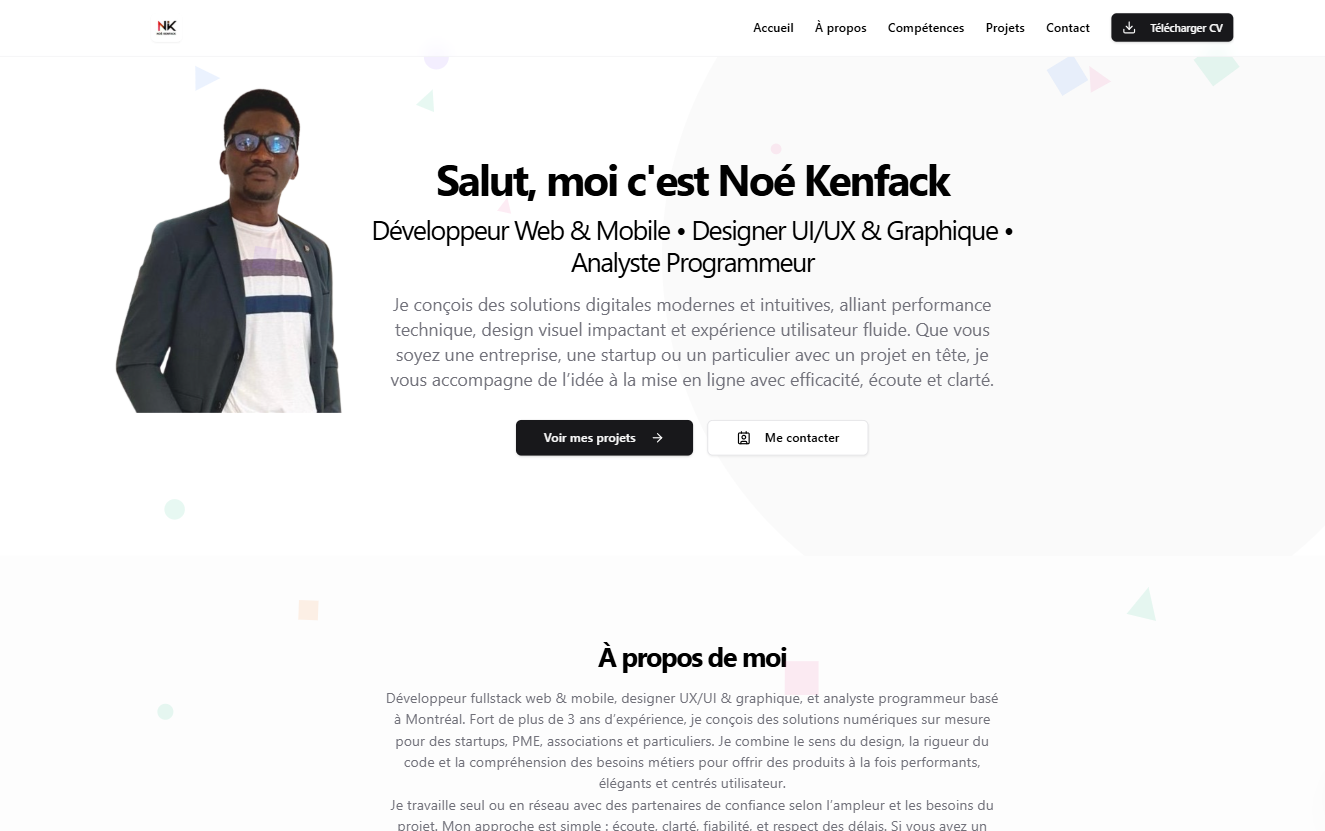 NK
NOÉ KENFACK
Accueil
À propos
Compétences
Projets
Contact
Télécharger CV
Salut, moi c'est Noé Kenfack
Développeur Web & Mobile • Designer UI/UX & Graphique •
Analyste Programmeur
Je conçois des solutions digitales modernes et intuitives, alliant performance
technique, design visuel impactant et expérience utilisateur fluide. Que vous
soyez une entreprise, une startup ou un particulier avec un projet en tête, je
vous accompagne de l’idée à la mise en ligne avec efficacité, écoute et clarté.
Voir mes projets
Me contacter
À propos de moi
Développeur fullstack web & mobile, designer UX/UI & graphique, et analyste programmeur basé
à Montréal. Fort de plus de 3 ans d’expérience, je conçois des solutions numériques sur mesure
pour des startups, PME, associations et particuliers. Je combine le sens du design, la rigueur du
code et la compréhension des besoins métiers pour offrir des produits à la fois performants,
élégants et centrés utilisateur.
Je travaille seul ou en réseau avec des partenaires de confiance selon l’ampleur et les besoins du
projet. Mon approche est simple : écoute, clarté, fiabilité, et respect des délais. Si vous avez un